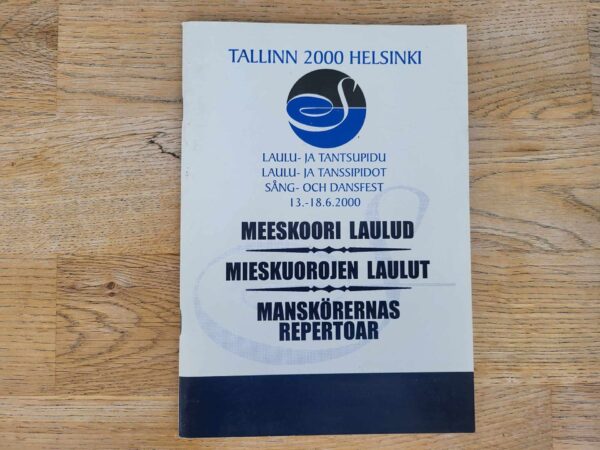 TALLINN 2000 HELSINKI
LAULU- JA TANTSUPIDU
LAULU- JA TANSSIPIDOT
SÅNG- OCH DANSFEST
13.-18.6.2000
MEESKOORI LAULUD
MIESKUOROJEN LAULUT
MANSKÖRERNAS
REPERTOAR